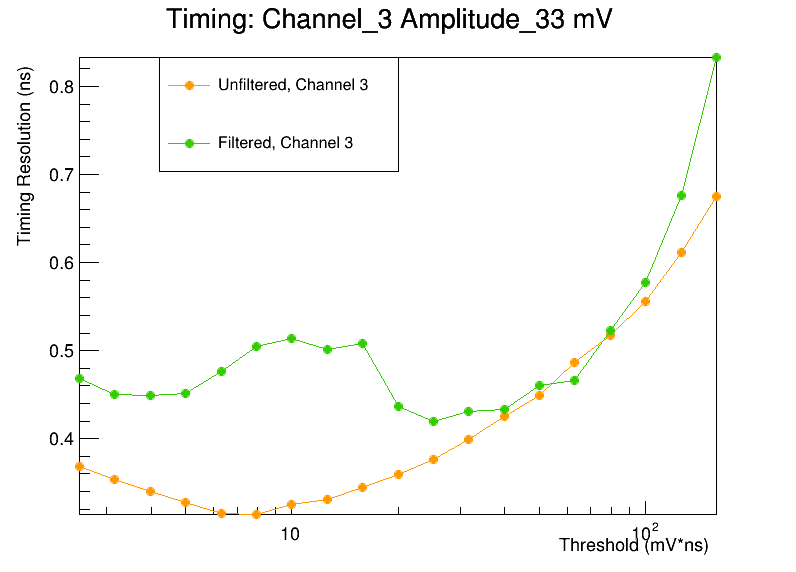 Timing: Channel_3 Amplitude_33 mV
Timing Resolution (ns)
Unfiltered, Channel 3
Filtered, Channel 3
0.8
0.7
0.6
0.5
0.4
10
10²
Threshold (mV*ns)